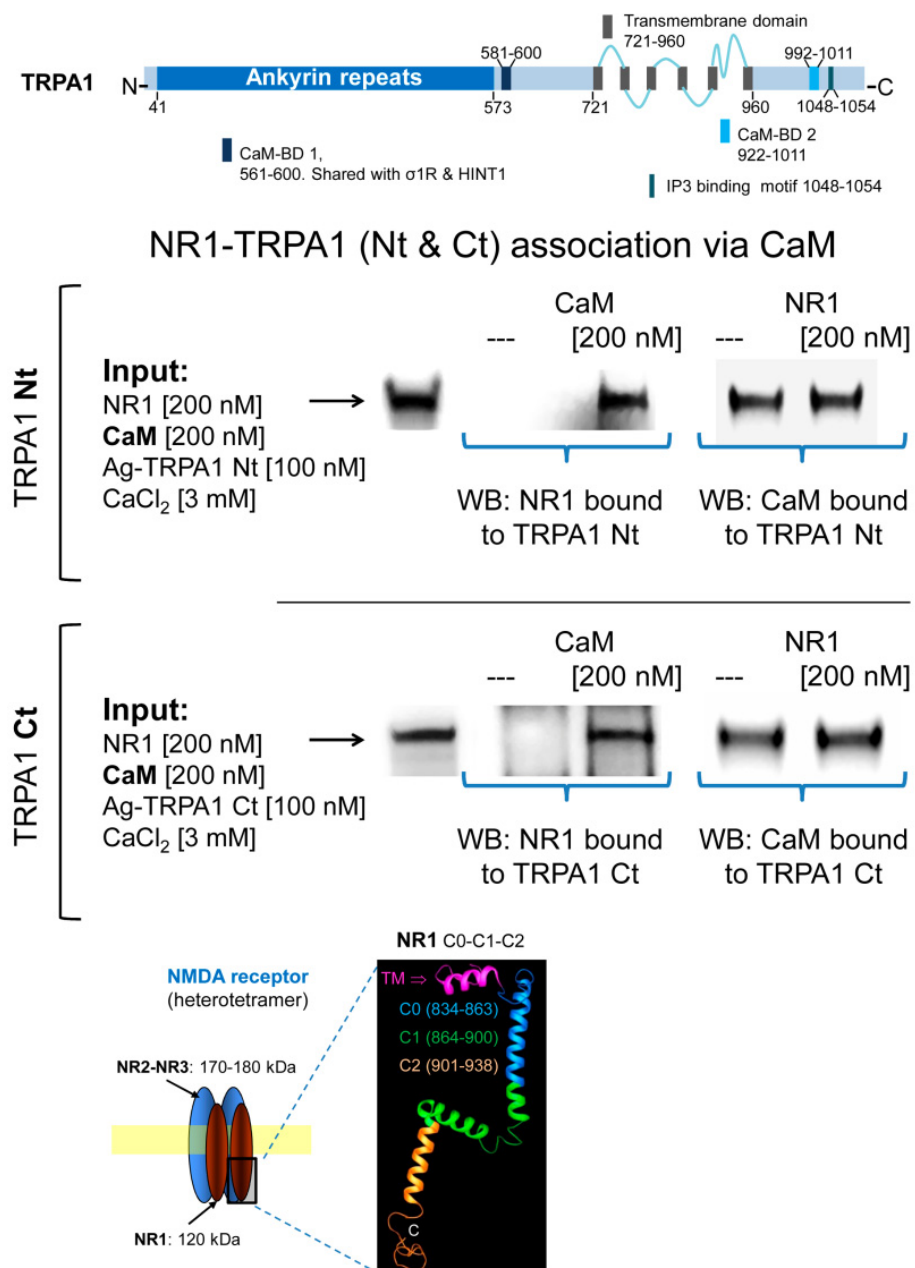 Transmembrane domain
721-960
581-600
992-1011
TRPA1
N-
Ankyrin repeats
-C
41
573
721
960
1048-1054
CaM-BD 1,
561-600. Shared with σ1R & HINT1
CaM-BD 2
922-1011
IP3 binding motif 1048-1054
NR1-TRPA1 (Nt & Ct) association via CaM
TRPA1 Nt
Input:
NR1 [200 nM]
CaM [200 nM]
Ag-TRPA1 Nt [100 nM]
CaCl₂ [3 mM]
CaM
--- [200 nM]
NR1
--- [200 nM]
WB: NR1 bound
to TRPA1 Nt
WB: CaM bound
to TRPA1 Nt
TRPA1 Ct
Input:
NR1 [200 nM]
CaM [200 nM]
Ag-TRPA1 Ct [100 nM]
CaCl₂ [3 mM]
CaM
--- [200 nM]
NR1
--- [200 nM]
WB: NR1 bound
to TRPA1 Ct
WB: CaM bound
to TRPA1 Ct
NMDA receptor
(heterotetramer)
NR2-NR3: 170-180 kDa
NR1: 120 kDa
NR1 C0-C1-C2
TM ⇒
C0 (834-863)
C1 (864-900)
C2 (901-938)
C